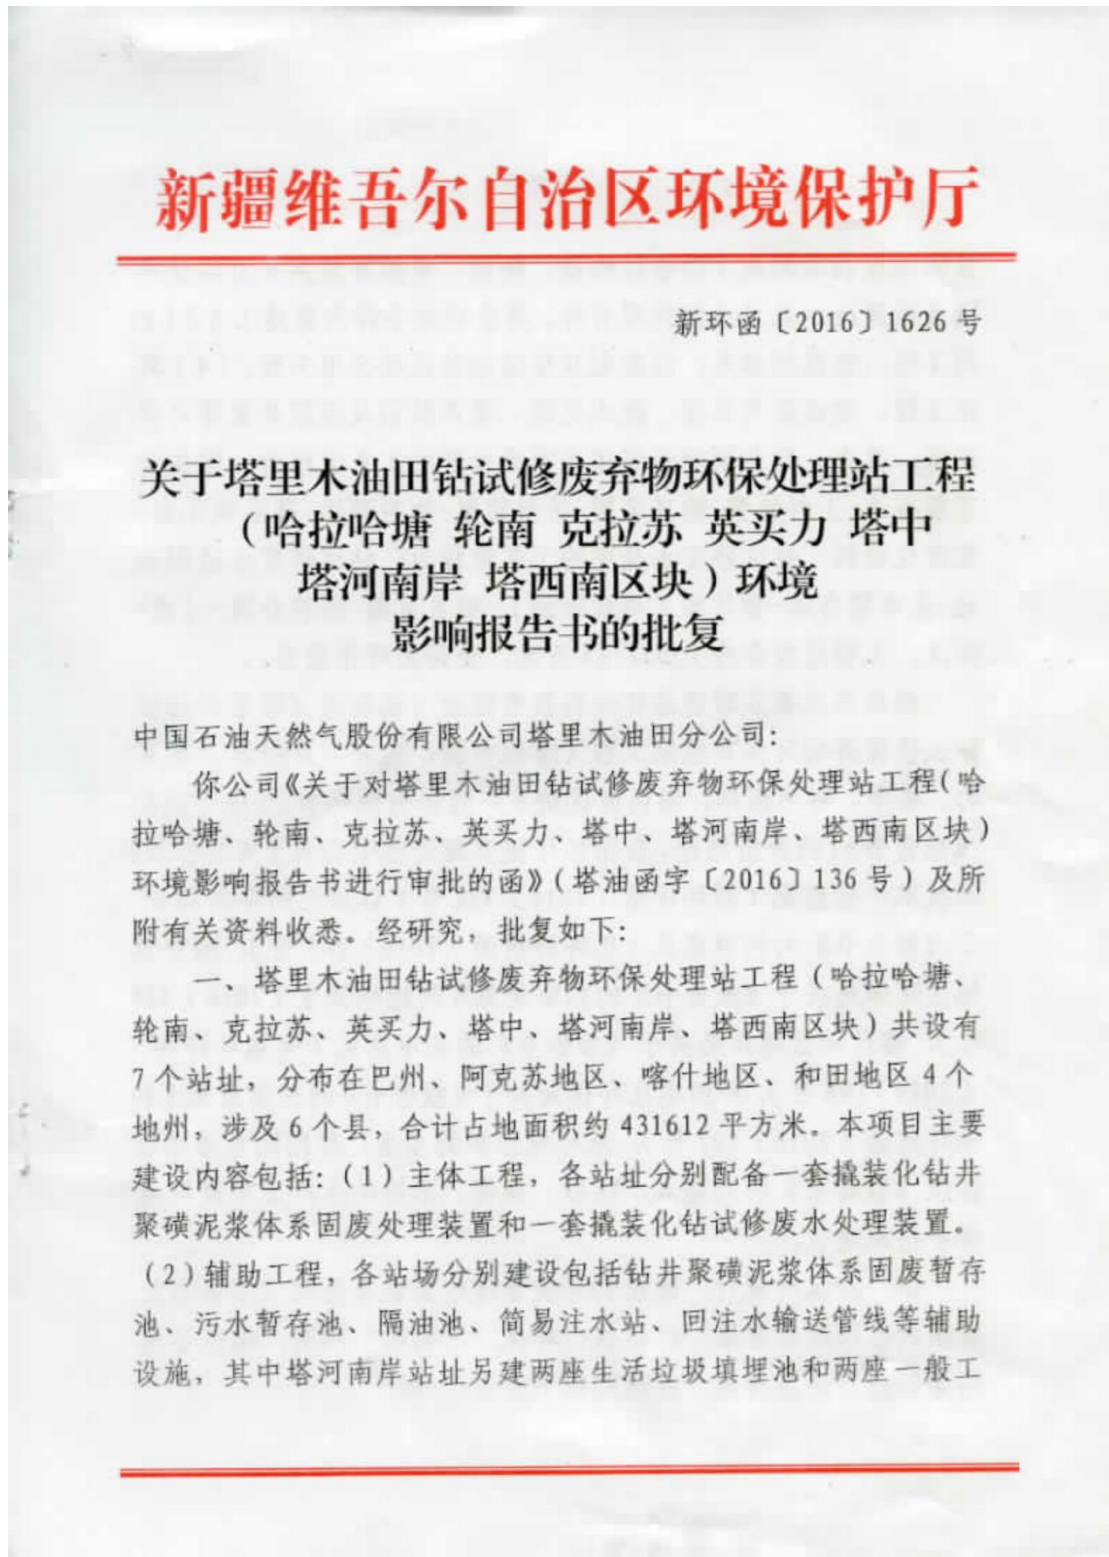 新疆维吾尔自治区环境保护厅
新环函〔2016〕1626号
关于塔里木油田钻试修废弃物环保处理站工程
（哈拉哈塘 轮南 克拉苏 英买力 塔中
塔河南岸 塔西南区块）环境
影响报告书的批复
中国石油天然气股份有限公司塔里木油田分公司：
你公司《关于对塔里木油田钻试修废弃物环保处理站工程（哈
拉哈塘、轮南、克拉苏、英买力、塔中、塔河南岸、塔西南区块）
环境影响报告书进行审批的函》（塔油函字〔2016〕136号）及所
附有关资料收悉。经研究，批复如下：
一、塔里木油田钻试修废弃物环保处理站工程（哈拉哈塘、
轮南、克拉苏、英买力、塔中、塔河南岸、塔西南区块）共设有
7个站址，分布在巴州、阿克苏地区、喀什地区、和田地区4个
地州，涉及6个县，合计占地面积约431612平方米。本项目主要
建设内容包括：（1）主体工程，各站址分别配备一套撬装化钻井
聚磺泥浆体系固废处理装置和一套撬装化钻试修废水处理装置。
（2）辅助工程，各站场分别建设包括钻井聚磺泥浆体系固废暂存
池、污水暂存池、隔油池、简易注水站、回注水输送管线等辅助
设施，其中塔河南岸站址另建两座生活垃圾填埋池和两座一般工